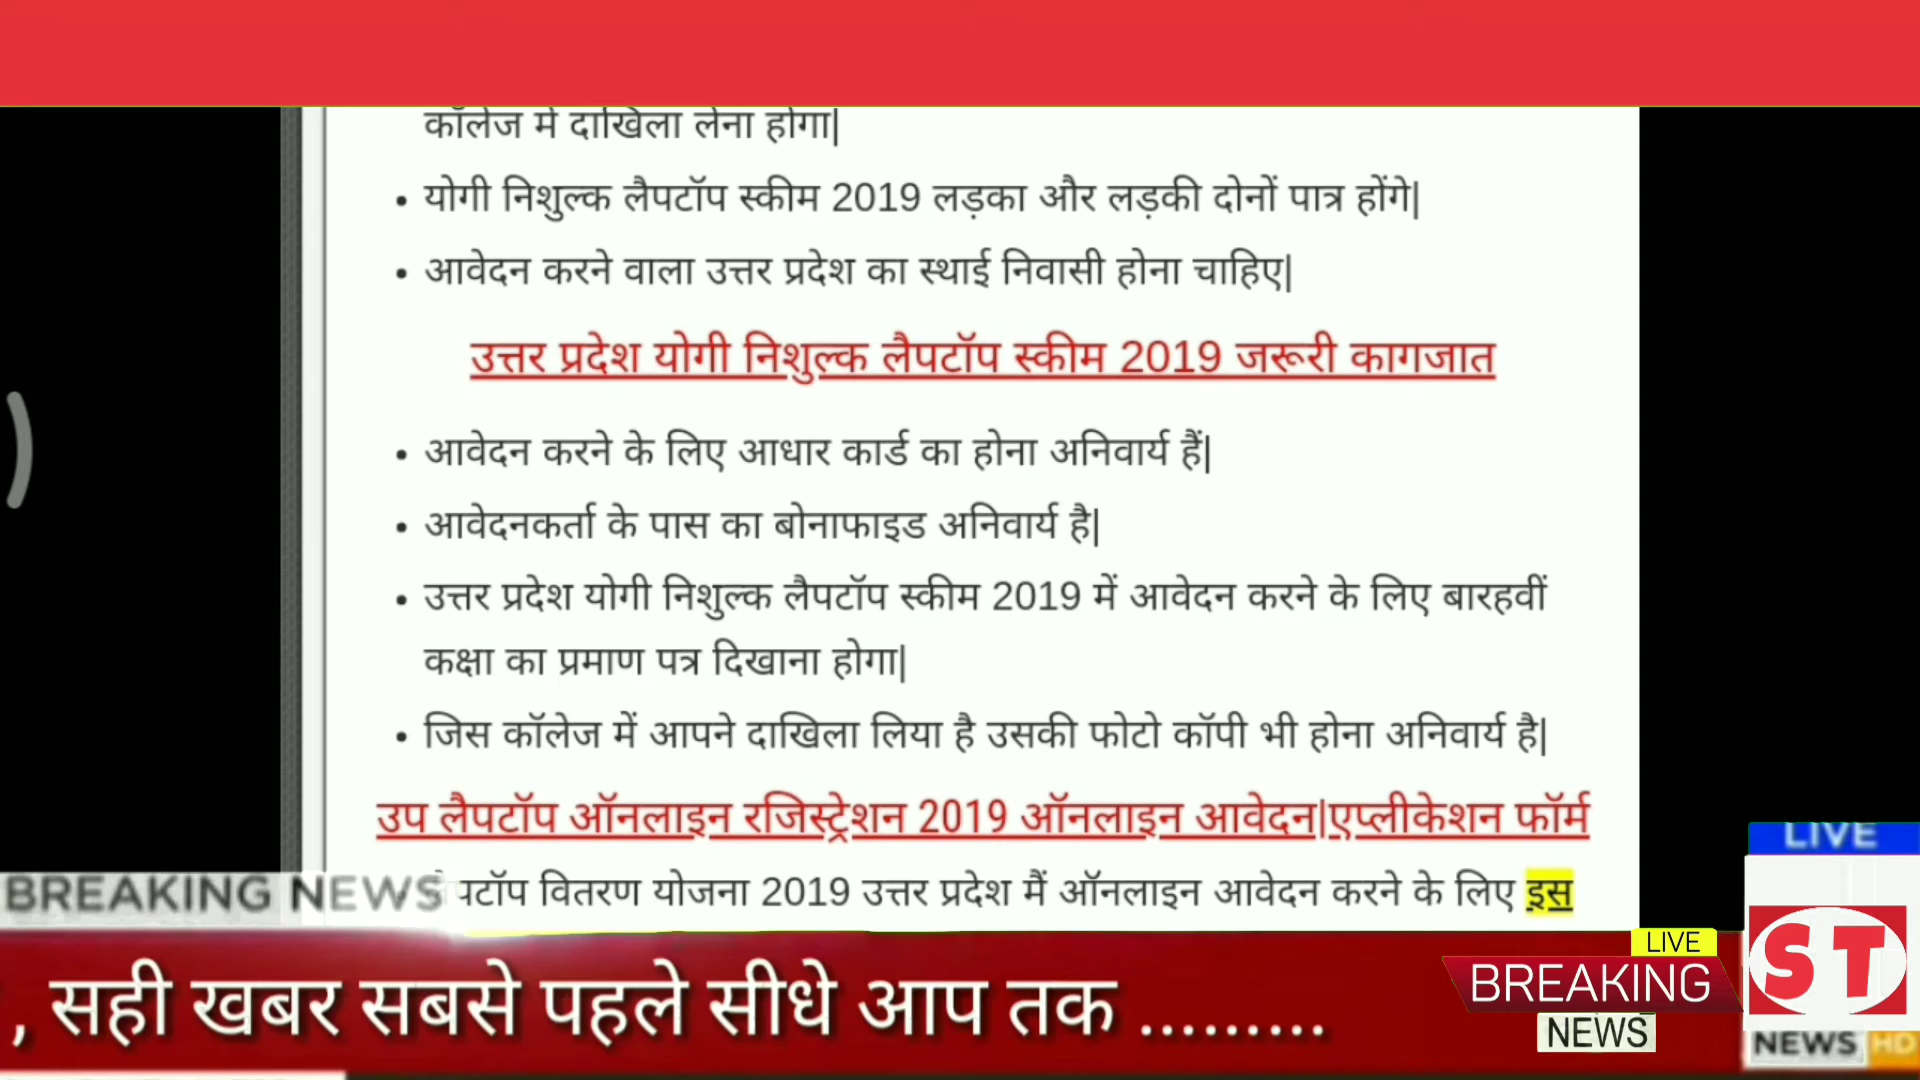 कॉलेज में दाखिला लेना होगा|
• योगी निशुल्क लैपटॉप स्कीम 2019 लड़का और लड़की दोनों पात्र होंगे|
• आवेदन करने वाला उत्तर प्रदेश का स्थाई निवासी होना चाहिए|
उत्तर प्रदेश योगी निशुल्क लैपटॉप स्कीम 2019 जरूरी कागजात
• आवेदन करने के लिए आधार कार्ड का होना अनिवार्य हैं|
• आवेदनकर्ता के पास का बोनाफाइड अनिवार्य है|
• उत्तर प्रदेश योगी निशुल्क लैपटॉप स्कीम 2019 में आवेदन करने के लिए बारहवीं
कक्षा का प्रमाण पत्र दिखाना होगा|
• जिस कॉलेज में आपने दाखिला लिया है उसकी फोटो कॉपी भी होना अनिवार्य है|
उप लैपटॉप ऑनलाइन रजिस्ट्रेशन 2019 ऑनलाइन आवेदन|एप्लीकेशन फॉर्म
वितरण योजना 2019 उत्तर प्रदेश मैं ऑनलाइन आवेदन करने के लिए इस
BREAKING NEWS
, सही खबर सबसे पहले सीधे आप तक .........
LIVE
BREAKING
NEWS
LIVE
ST
NEWS HD